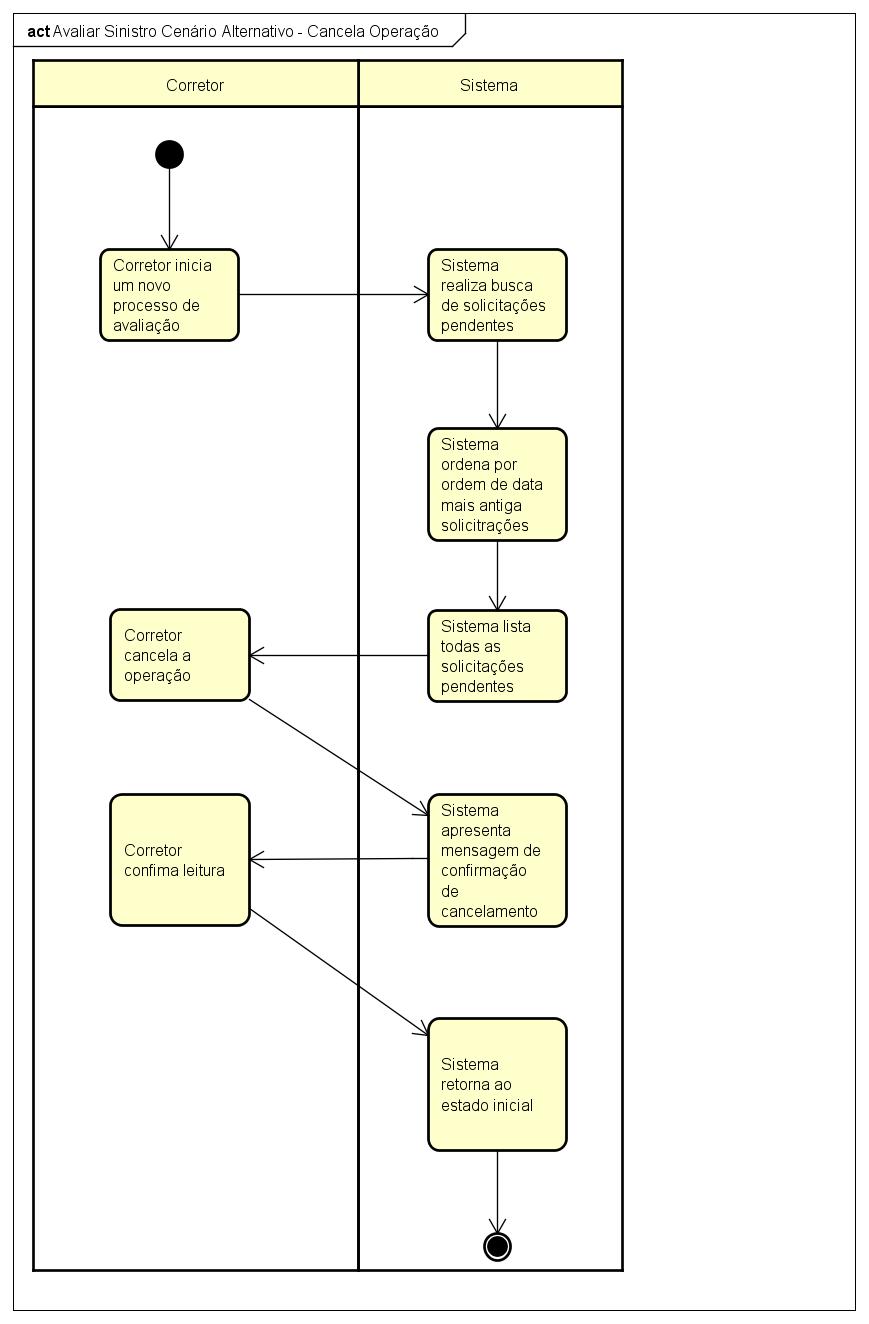 act Avaliar Sinistro Cenário Alternativo - Cancela Operação
Corretor
Sistema
Corretor inicia
um novo
processo de
avaliação
Sistema
realiza busca
de solicitações
pendentes
Sistema
ordena por
ordem de data
mais antiga
solicitrações
Sistema lista
todas as
solicitações
pendentes
Corretor
cancela a
operação
Sistema
apresenta
mensagem de
confirmação
de
cancelamento
Corretor
confima leitura
Sistema
retorna ao
estado inicial